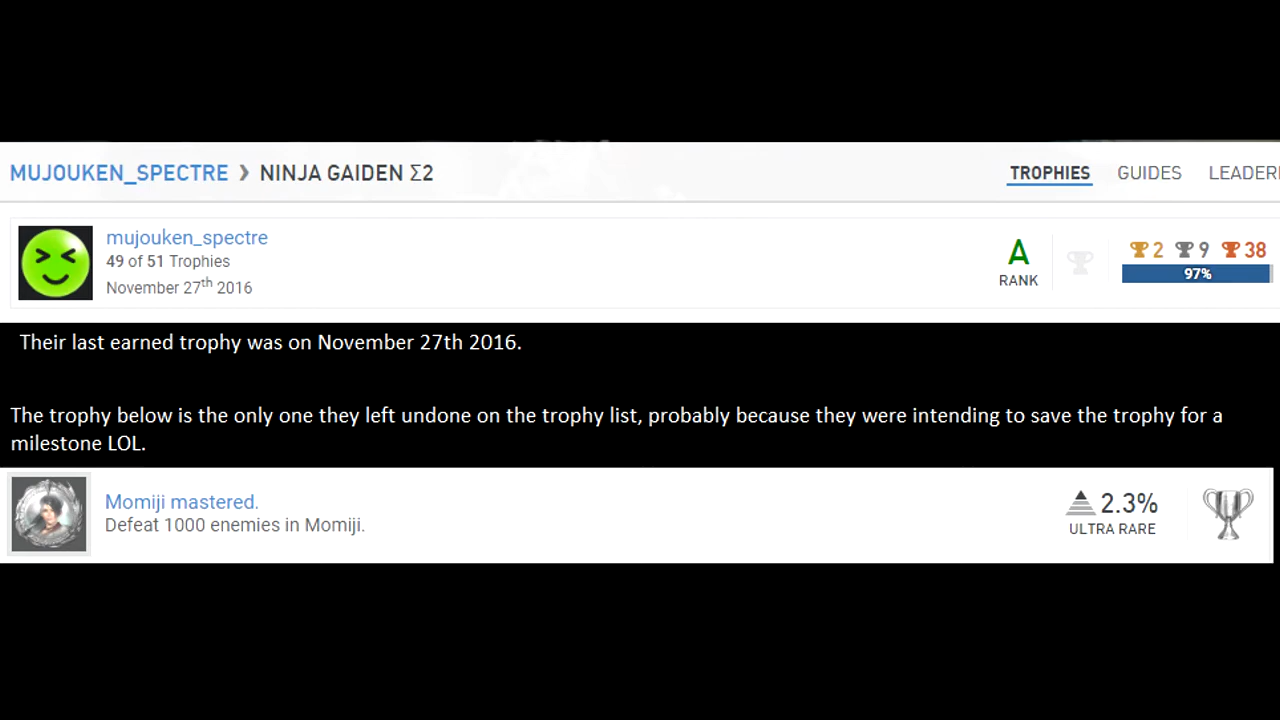 MUJOUKEN_SPECTRE › NINJA GAIDEN Σ2
TROPHIES GUIDES LEADER
mujouken_spectre
49 of 51 Trophies
November 27th 2016
A
RANK
2 9 38
97%
Their last earned trophy was on November 27th 2016.
The trophy below is the only one they left undone on the trophy list, probably because they were intending to save the trophy for a
milestone LOL.
Momiji mastered.
Defeat 1000 enemies in Momiji.
2.3%
ULTRA RARE